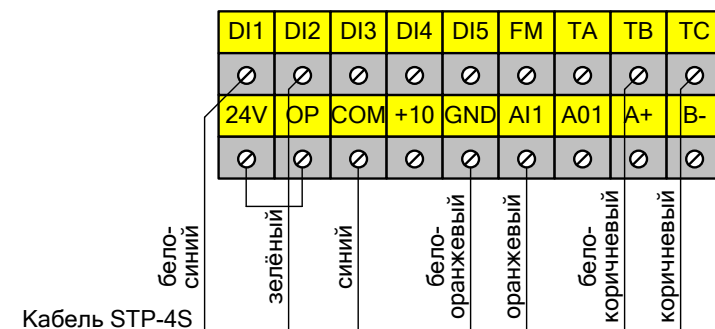 DI1 DI2 DI3 DI4 DI5 FM TA TB TC
24V OP COM +10 GND AI1 A01 A+ B-
бело-
синий
зелёный
синий
бело-
оранжевый
оранжевый
бело-
коричневый
коричневый
Кабель STP-4S